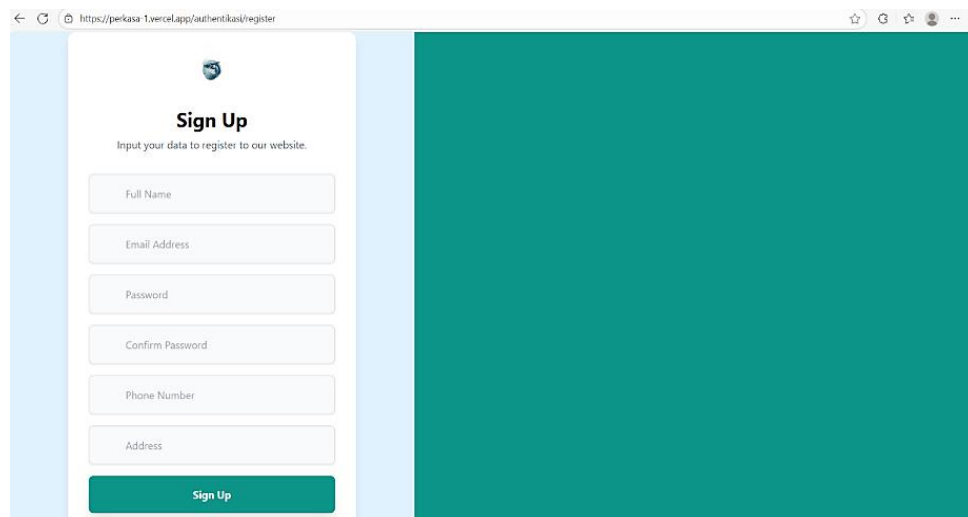 https://perkasa-1.vercel.app/authentikasi/register
Sign Up
Input your data to register to our website.
Full Name
Email Address
Password
Confirm Password
Phone Number
Address
Sign Up